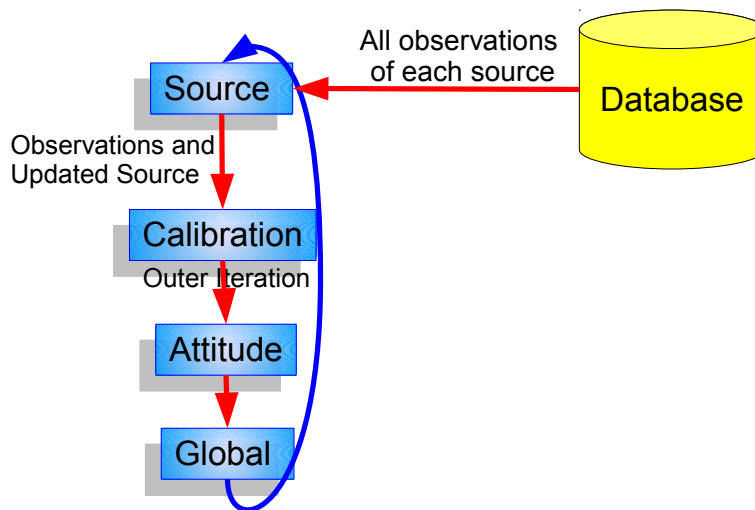 All observations
of each source
Database
Source
Observations and
Updated Source
Calibration
Outer Iteration
Attitude
Global